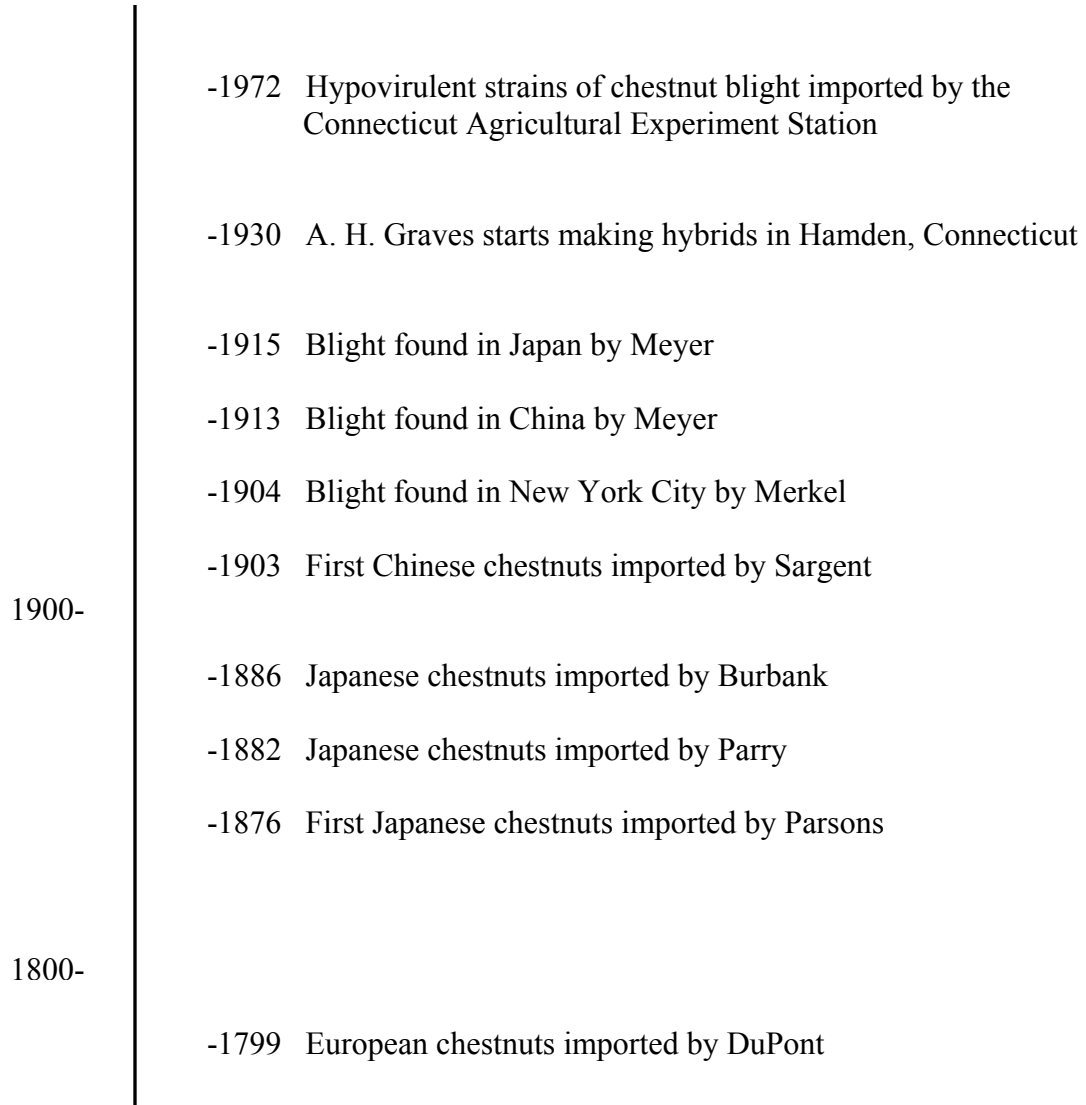 -1972 Hypovirulent strains of chestnut blight imported by the
Connecticut Agricultural Experiment Station
-1930 A. H. Graves starts making hybrids in Hamden, Connecticut
-1915 Blight found in Japan by Meyer
-1913 Blight found in China by Meyer
-1904 Blight found in New York City by Merkel
-1903 First Chinese chestnuts imported by Sargent
1900-
-1886 Japanese chestnuts imported by Burbank
-1882 Japanese chestnuts imported by Parry
-1876 First Japanese chestnuts imported by Parsons
1800-
-1799 European chestnuts imported by DuPont